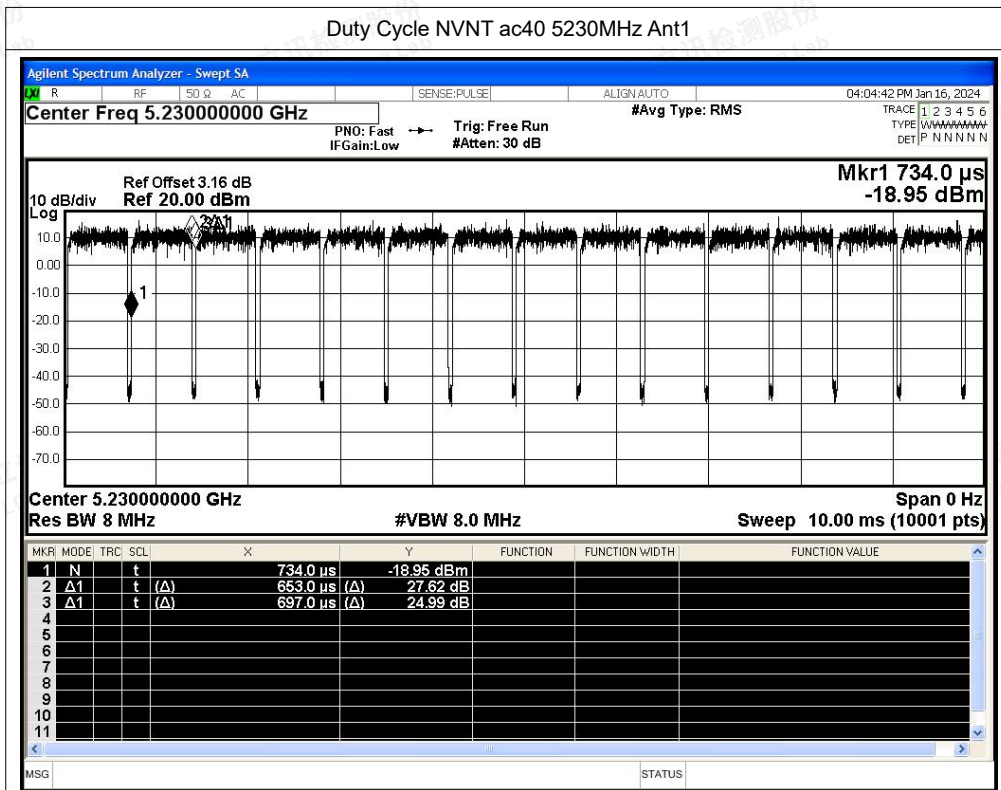 Duty Cycle NVNT ac40 5230MHz Ant1
Agilent Spectrum Analyzer - Swept SA
LXI R RF 50 Ω AC SENSE:PULSE ALIGN AUTO 04:04:42 PM Jan 16, 2024
Center Freq 5.230000000 GHz
#Avg Type: RMS
TRACE 1 2 3 4 5 6
TYPE WWWWWW
DET P N N N N N
PNO: Fast
IFGain:Low
Trig: Free Run
#Atten: 30 dB
Mkr1 734.0 µs
-18.95 dBm
Ref Offset 3.16 dB
10 dB/div Ref 20.00 dBm
Log
10.0
0.00
-10.0
1
-20.0
-30.0
-40.0
-50.0
-60.0
-70.0
Center 5.230000000 GHz Span 0 Hz
Res BW 8 MHz #VBW 8.0 MHz Sweep 10.00 ms (10001 pts)
MKR MODE TRC SCL X Y FUNCTION FUNCTION WIDTH FUNCTION VALUE
1 N t 734.0 µs -18.95 dBm
2 Δ1 t (Δ) 653.0 µs (Δ) 27.62 dB
3 Δ1 t (Δ) 697.0 µs (Δ) 24.99 dB
4
5
6
7
8
9
10
11
MSG STATUS